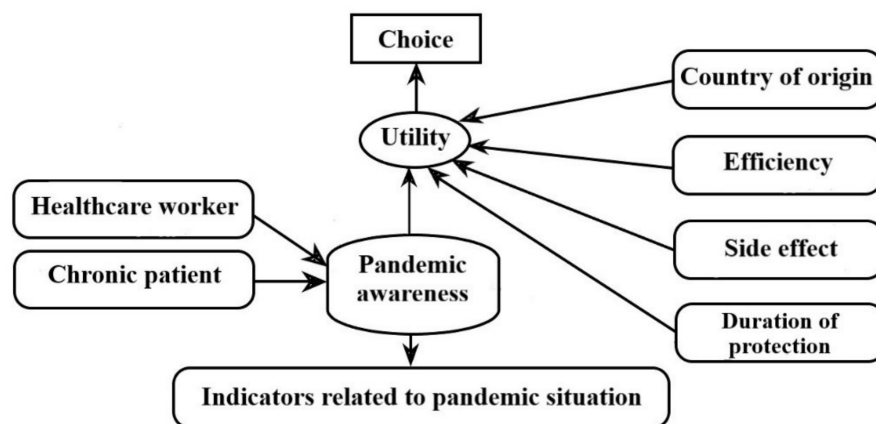 Choice
Country of origin
Utility
Efficiency
Healthcare worker
Side effect
Chronic patient
Pandemic
awareness
Duration of
protection
Indicators related to pandemic situation